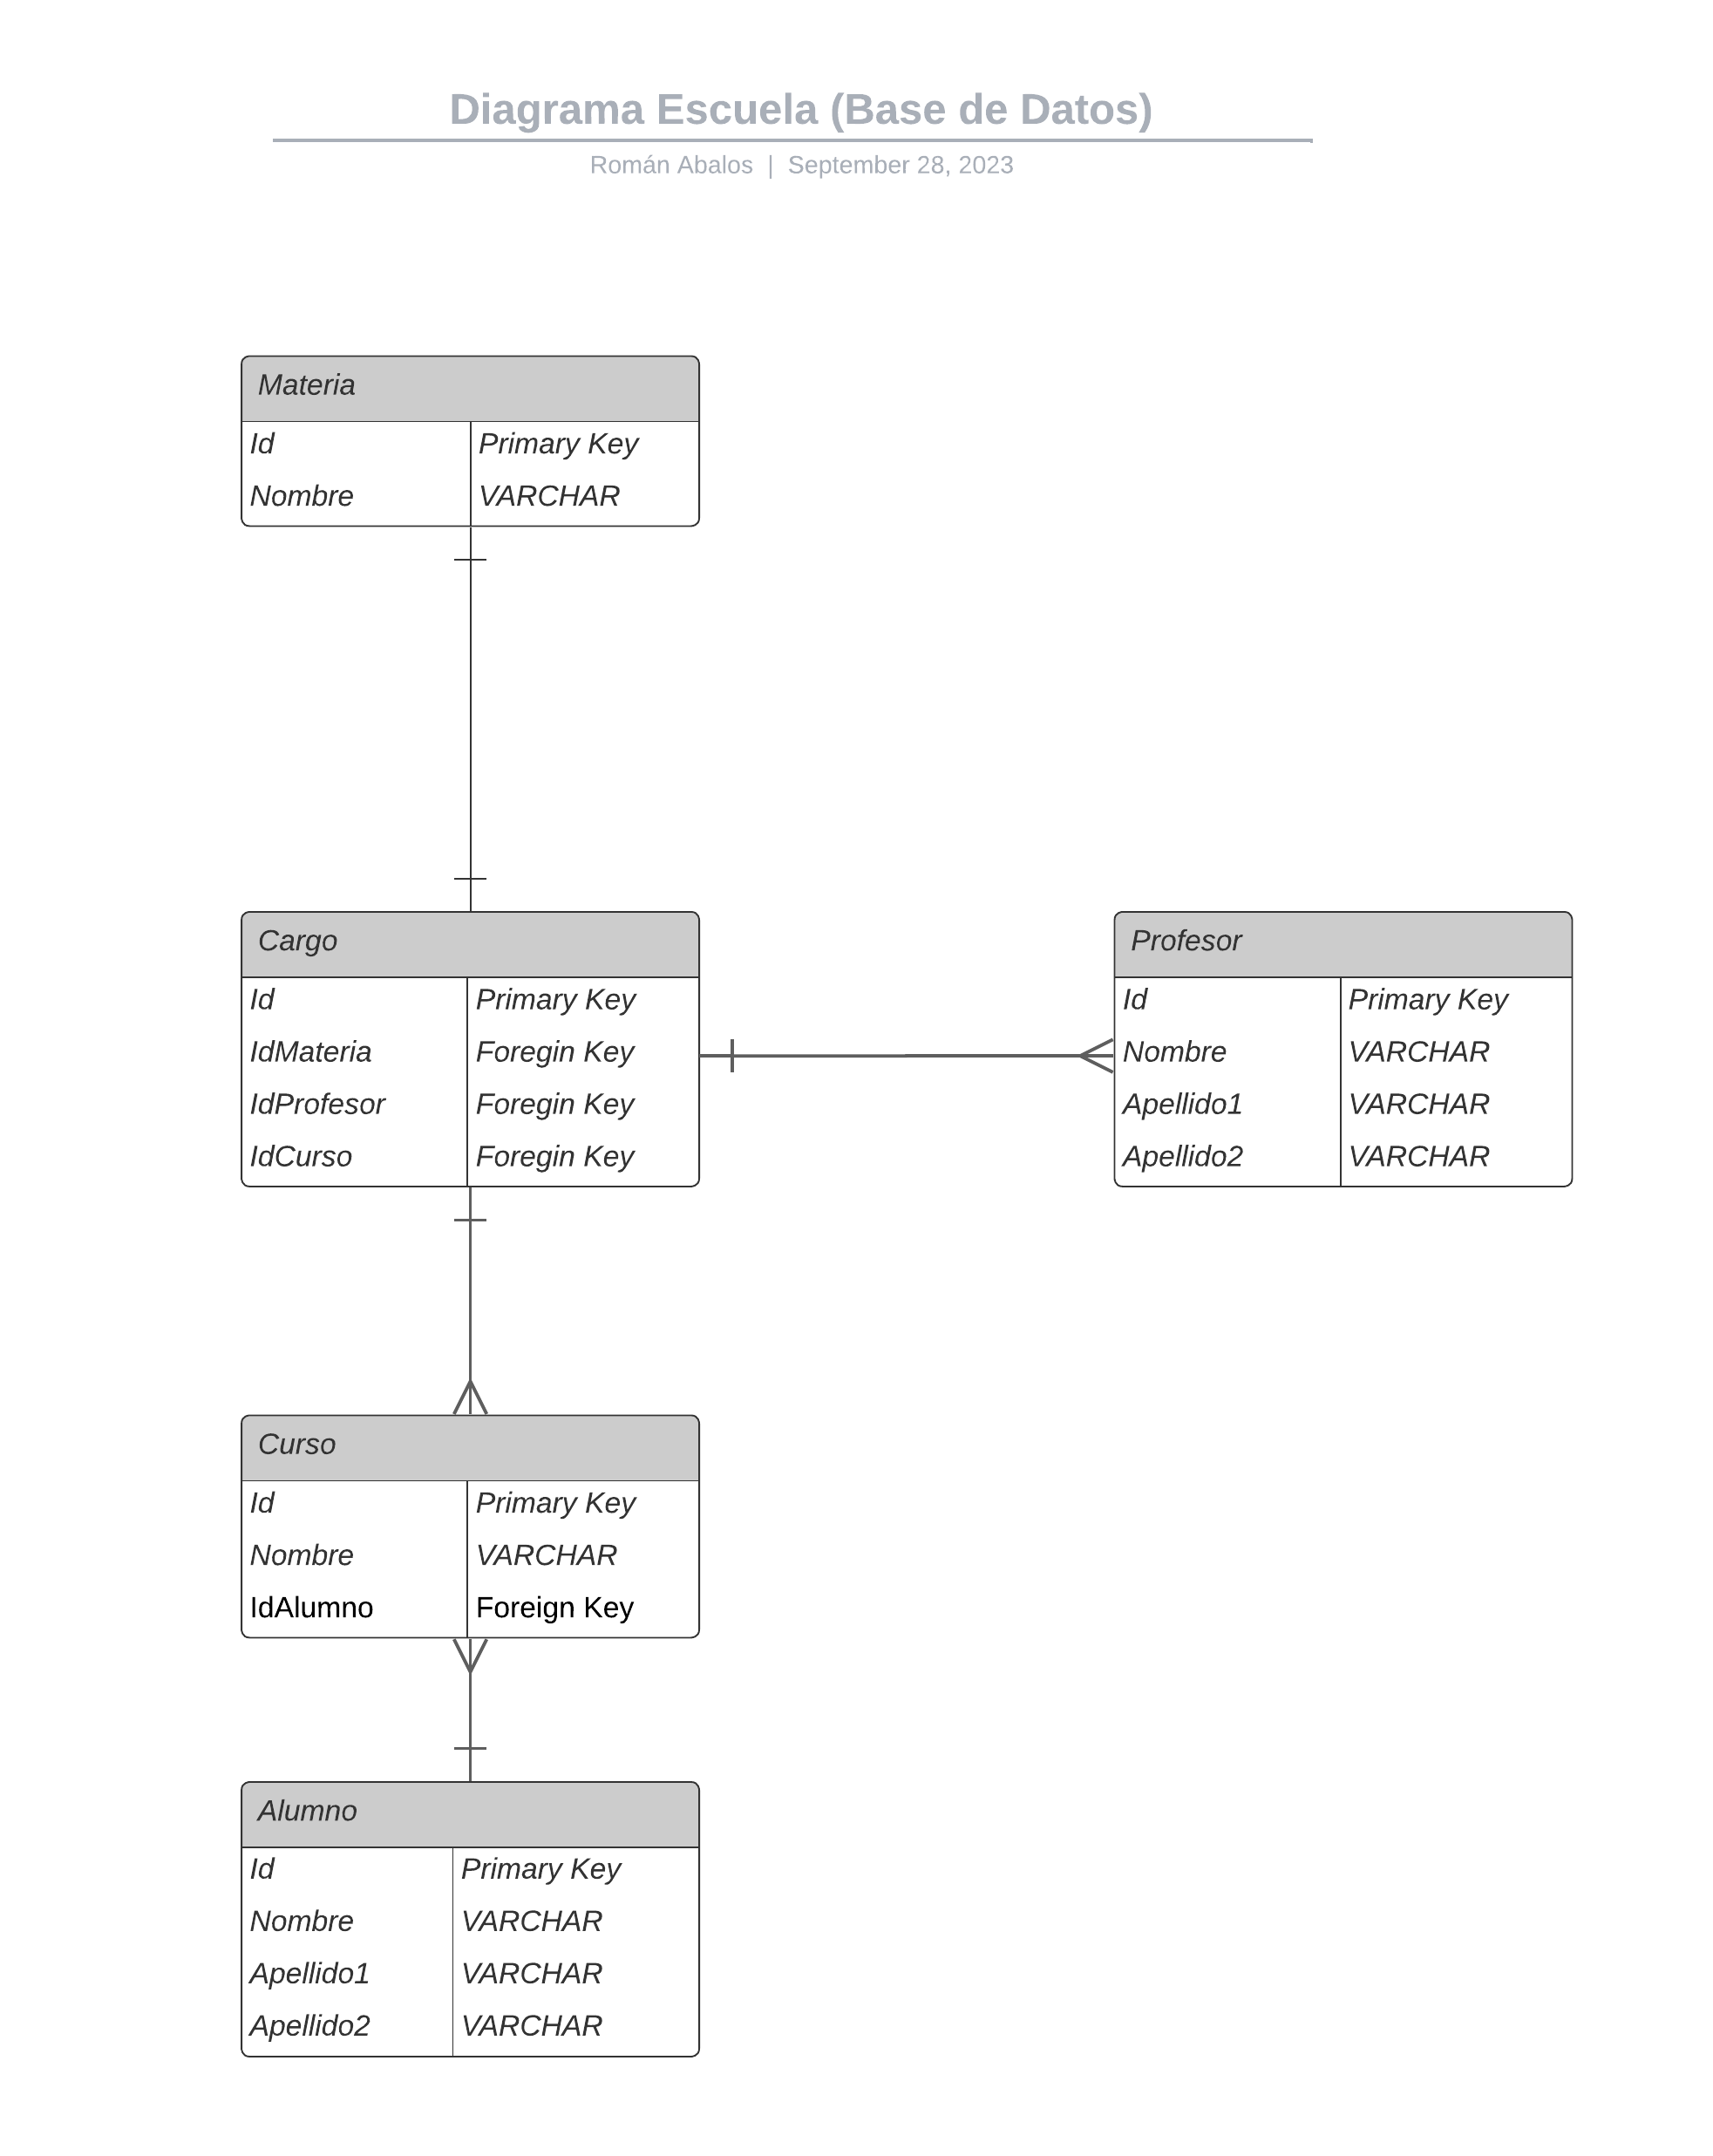 Diagrama Escuela (Base de Datos)
Román Abalos | September 28, 2023
Materia
Id Primary Key
Nombre VARCHAR
Cargo
Id Primary Key
IdMateria Foregin Key
IdProfesor Foregin Key
IdCurso Foregin Key
Profesor
Id Primary Key
Nombre VARCHAR
Apellido1 VARCHAR
Apellido2 VARCHAR
Curso
Id Primary Key
Nombre VARCHAR
IdAlumno Foreign Key
Alumno
Id Primary Key
Nombre VARCHAR
Apellido1 VARCHAR
Apellido2 VARCHAR